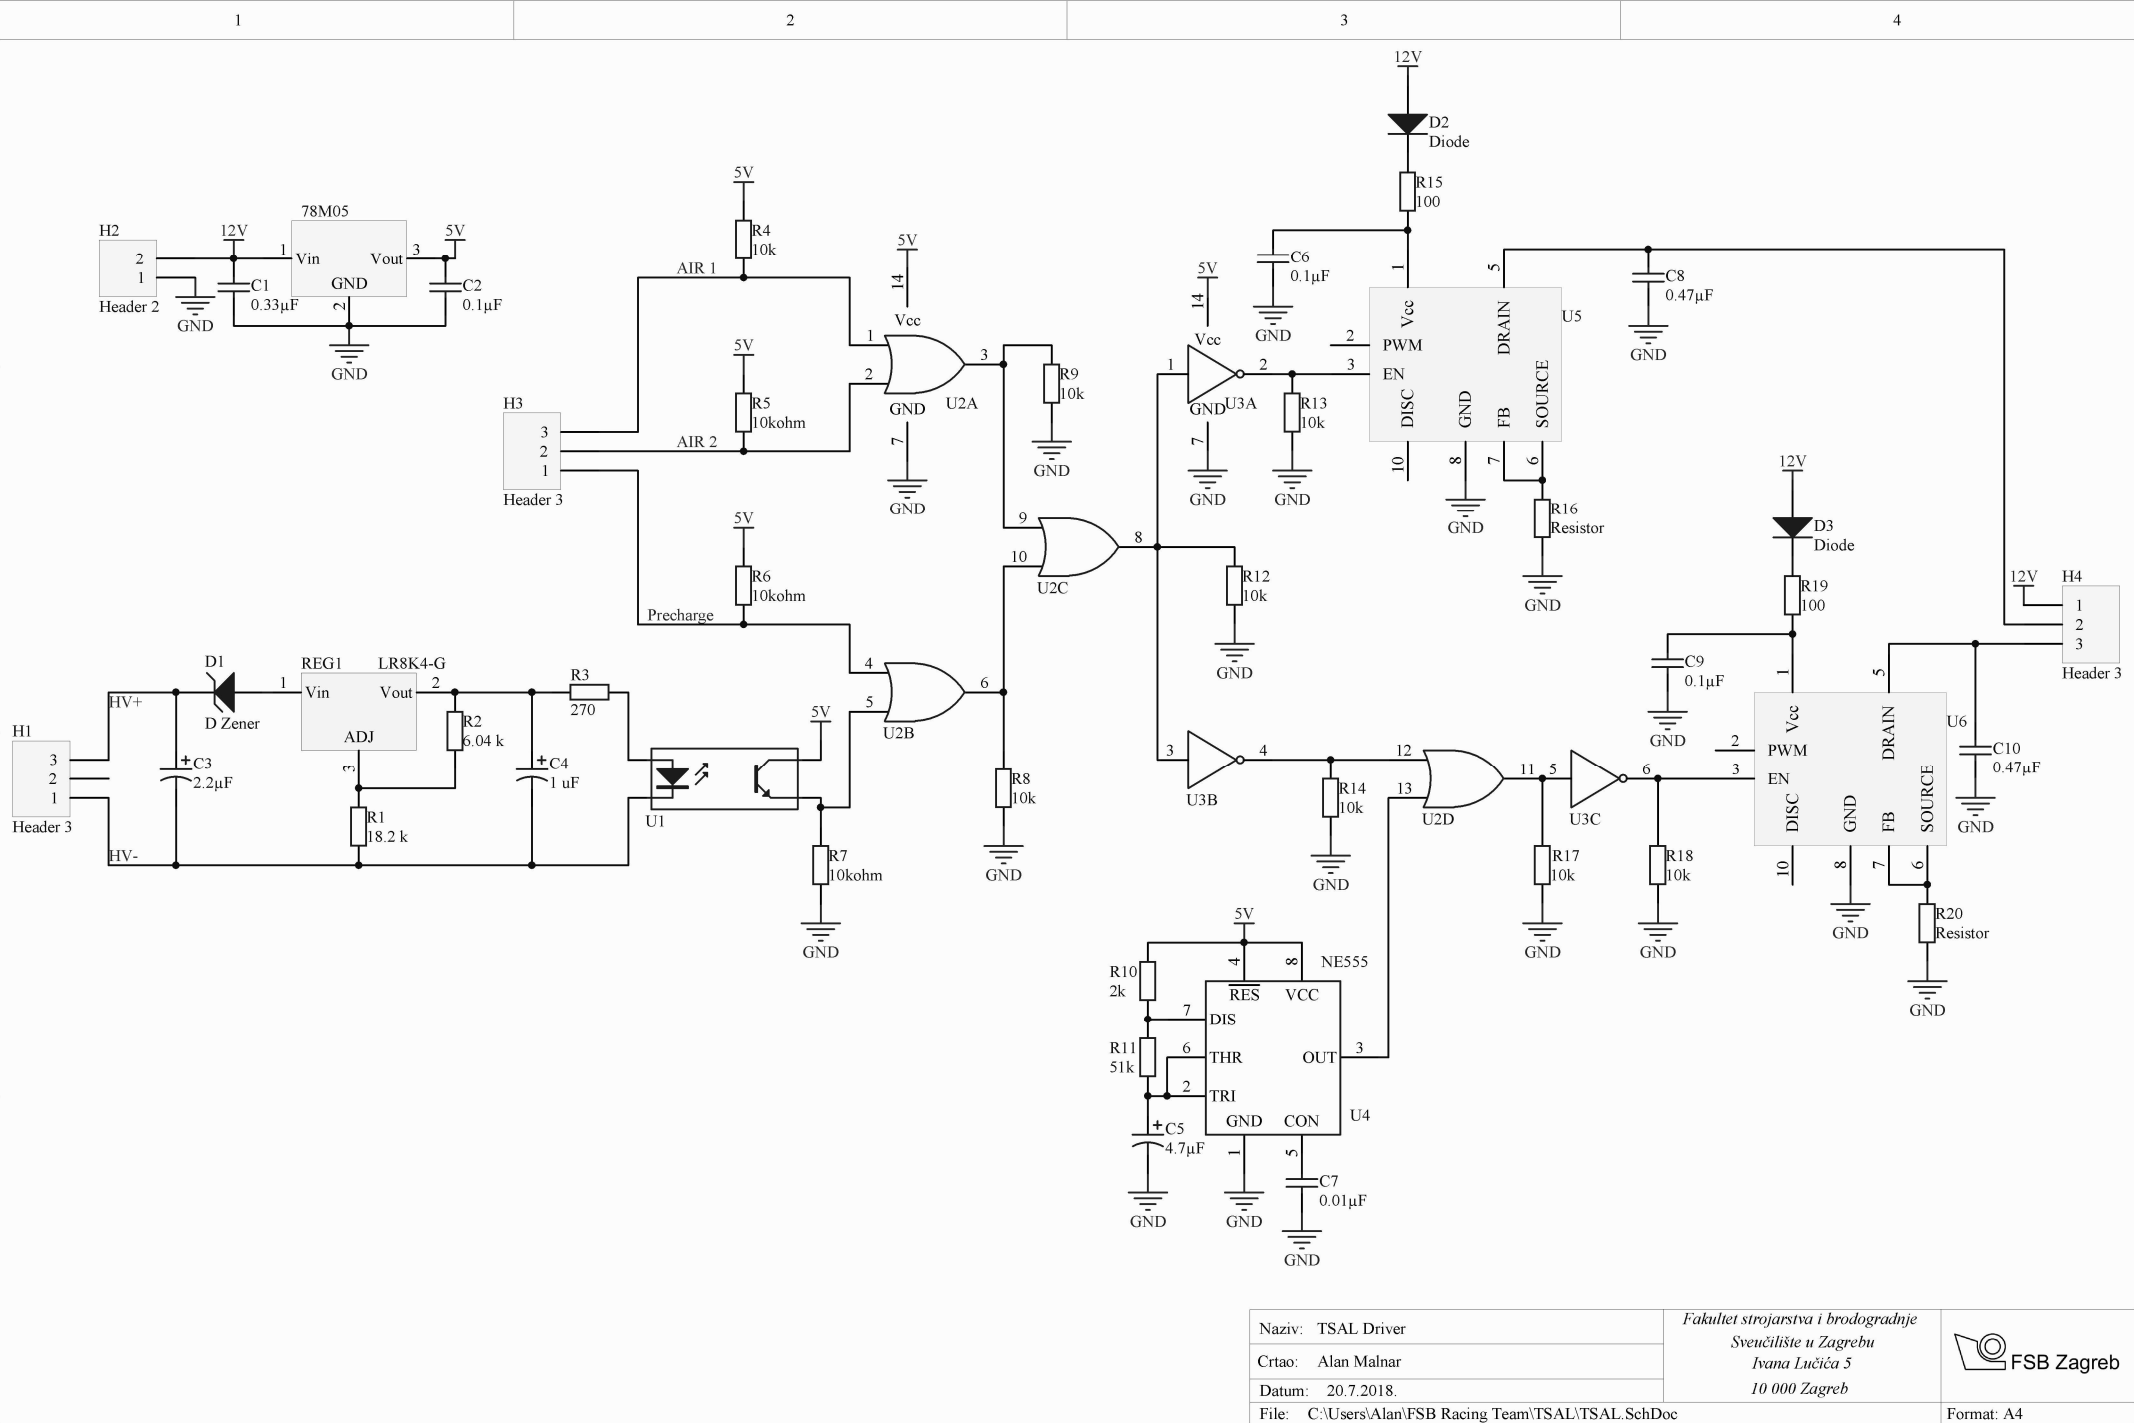 1
2
3
4
12V
D2
Diode
R15
100
C6
0.1µF
GND
H2
2
1
Header 2
GND
12V
C1
0.33µF
78M05
1
Vin
Vout
3
GND
2
GND
5V
C2
0.1µF
5V
R4
10k
AIR 1
5V
R5
10kohm
AIR 2
H3
3
2
1
Header 3
5V
R6
10kohm
Precharge
5V
14
Vcc
1
2
3
GND
U2A
7
GND
R9
10k
GND
9
10
8
U2C
R12
10k
GND
5V
14
Vcc
1
2
GND
U3A
7
GND
R13
10k
GND
1
5
Vcc
DRAIN
U5
2
PWM
3
EN
DISC
GND
FB
SOURCE
10
8
7
6
GND
R16
Resistor
GND
C8
0.47µF
GND
12V
D3
Diode
R19
100
C9
0.1µF
GND
12V
H4
1
2
3
Header 3
1
5
Vcc
DRAIN
U6
2
PWM
3
EN
DISC
GND
FB
SOURCE
10
8
7
6
GND
R20
Resistor
GND
C10
0.47µF
GND
H1
3
2
1
Header 3
HV+
HV-
C3
2.2µF
D1
D Zener
REG1
LR8K4-G
1
Vin
Vout
2
ADJ
3
R2
6.04 k
R1
18.2 k
C4
1 uF
R3
270
U1
5V
R7
10kohm
GND
4
5
6
U2B
R8
10k
GND
3
4
U3B
R14
10k
GND
12
13
11
U2D
5
6
U3C
R17
10k
GND
R18
10k
GND
5V
R10
2k
R11
51k
4
8
NE555
RES
VCC
7
DIS
6
THR
OUT
3
2
TRI
GND
CON
U4
1
5
C5
4.7µF
GND
GND
C7
0.01µF
GND
Naziv: TSAL Driver
Crtao: Alan Malnar
Datum: 20.7.2018.
File: C:\Users\Alan\FSB Racing Team\TSAL\TSAL.SchDoc
Fakultet strojarstva i brodogradnje
Sveučilište u Zagrebu
Ivana Lučića 5
10 000 Zagreb
FSB Zagreb
Format: A4